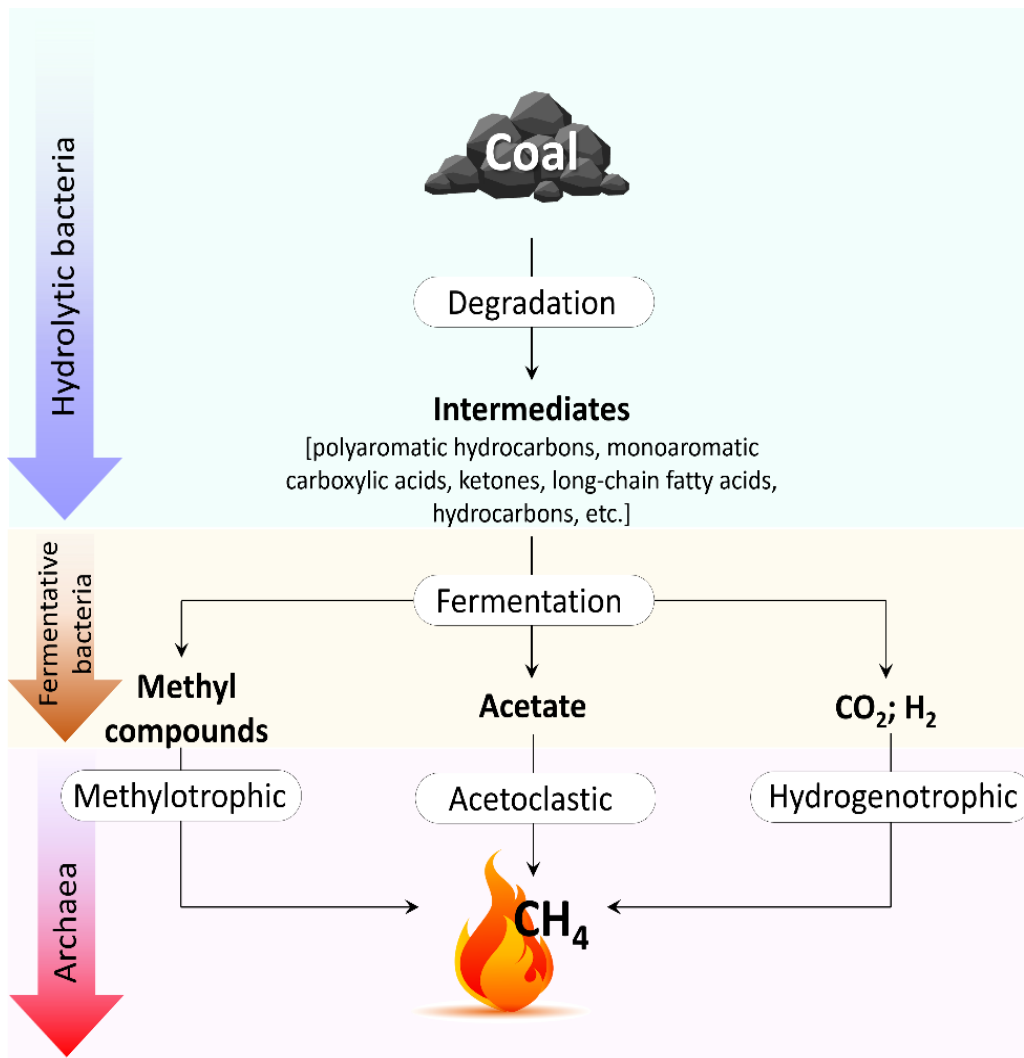 Hydrolytic bacteria
Coal
Degradation
Intermediates
[polyaromatic hydrocarbons, monoaromatic
carboxylic acids, ketones, long-chain fatty acids,
hydrocarbons, etc.]
Fermentative
bacteria
Fermentation
Methyl
compounds
Acetate
CO₂; H₂
Archaea
Methylotrophic
Acetoclastic
Hydrogenotrophic
CH₄